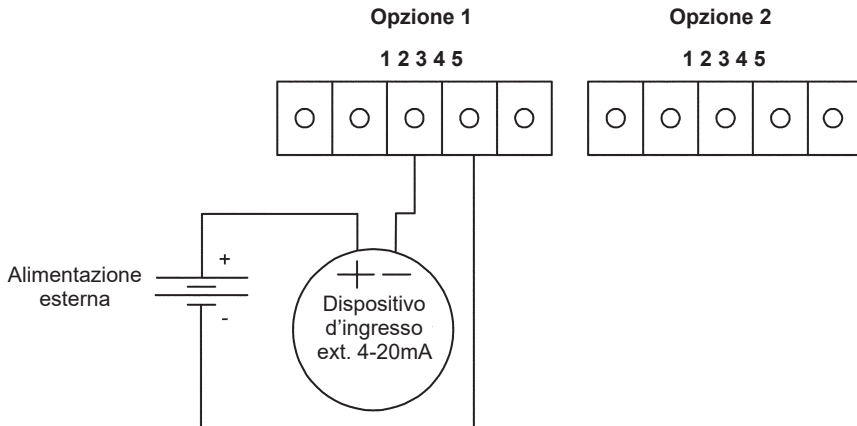 Opzione 1
Opzione 2
1 2 3 4 5
1 2 3 4 5
Alimentazione
esterna
+
-
+ −
Dispositivo
d’ingresso
ext. 4-20mA